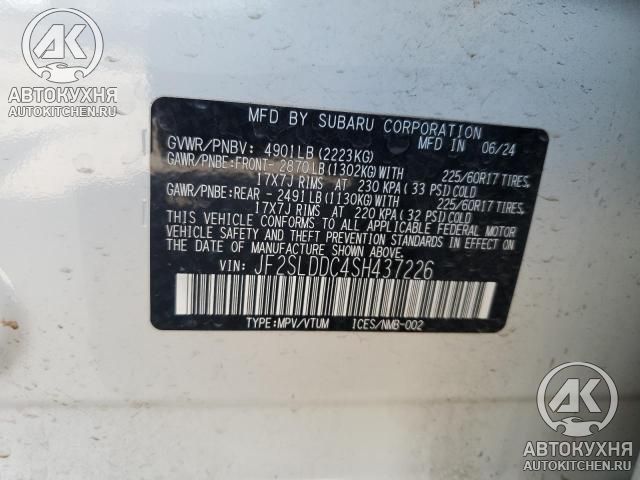 AK
АВТОКУХНЯ
AUTOKITCHEN.RU
MFD BY SUBARU CORPORATION
MFD IN 06/24
GVWR/PNBV: 4901LB(2223KG)
GAWR/PNBE:FRONT- 2870LB(1302KG)WITH 225/60R17 TIRES,
17X7J RIMS AT 230 KPA(33 PSI)COLD
GAWR/PNBE:REAR - 2491LB(1130KG)WITH 225/60R17 TIRES,
17X7J RIMS AT 220 KPA(32 PSI)COLD
THIS VEHICLE CONFORMS TO ALL APPLICABLE FEDERAL MOTOR
VEHICLE SAFETY AND THEFT PREVENTION STANDARDS IN EFFECT ON
THE DATE OF MANUFACTURE SHOWN ABOVE.
VIN: JF2SLDDC4SH437226
TYPE:MPV/VTUM ICES/NMB-002
AK
АВТОКУХНЯ
AUTOKITCHEN.RU